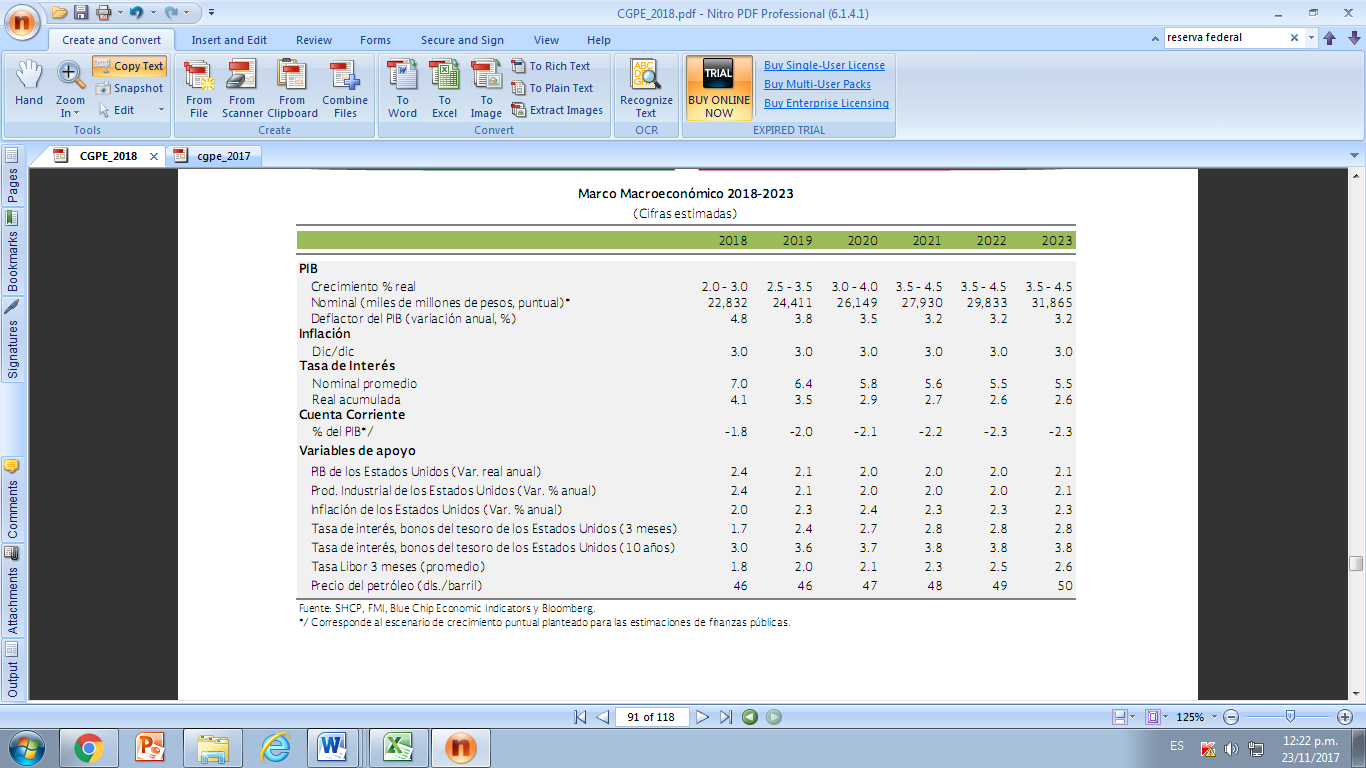 CGPE_2018.pdf - Nitro PDF Professional (6.1.4.1)
Create and Convert Insert and Edit Review Forms Secure and Sign View Help reserva federal
Hand
Zoom In
Copy Text
Snapshot
Edit
Tools
From File
From Scanner
From Clipboard
Combine Files
Create
To Word
To Excel
To Image
To Rich Text
To Plain Text
Extract Images
Convert
Recognize Text
OCR
TRIAL
BUY ONLINE NOW
Buy Single-User License
Buy Multi-User Packs
Buy Enterprise Licensing
EXPIRED TRIAL
CGPE_2018 cgpe_2017
Pages
Bookmarks
Signatures
Comments
Attachments
Output
Marco Macroeconómico 2018-2023
(Cifras estimadas)
2018 2019 2020 2021 2022 2023
PIB
Crecimiento % real 2.0 - 3.0 2.5 - 3.5 3.0 - 4.0 3.5 - 4.5 3.5 - 4.5 3.5 - 4.5
Nominal (miles de millones de pesos, puntual)* 22,832 24,411 26,149 27,930 29,833 31,865
Deflactor del PIB (variación anual, %) 4.8 3.8 3.5 3.2 3.2 3.2
Inflación
Dic/dic 3.0 3.0 3.0 3.0 3.0 3.0
Tasa de Interés
Nominal promedio 7.0 6.4 5.8 5.6 5.5 5.5
Real acumulada 4.1 3.5 2.9 2.7 2.6 2.6
Cuenta Corriente
% del PIB*/ -1.8 -2.0 -2.1 -2.2 -2.3 -2.3
Variables de apoyo
PIB de los Estados Unidos (Var. real anual) 2.4 2.1 2.0 2.0 2.0 2.1
Prod. Industrial de los Estados Unidos (Var. % anual) 2.4 2.1 2.0 2.0 2.0 2.1
Inflación de los Estados Unidos (Var. % anual) 2.0 2.3 2.4 2.3 2.3 2.3
Tasa de interés, bonos del tesoro de los Estados Unidos (3 meses) 1.7 2.4 2.7 2.8 2.8 2.8
Tasa de interés, bonos del tesoro de los Estados Unidos (10 años) 3.0 3.6 3.7 3.8 3.8 3.8
Tasa Libor 3 meses (promedio) 1.8 2.0 2.1 2.3 2.5 2.6
Precio del petróleo (dls./barril) 46 46 47 48 49 50
Fuente: SHCP, FMI, Blue Chip Economic Indicators y Bloomberg.
*/ Corresponde al escenario de crecimiento puntual planteado para las estimaciones de finanzas públicas.
91 of 118 125%
ES 12:22 p.m.
23/11/2017